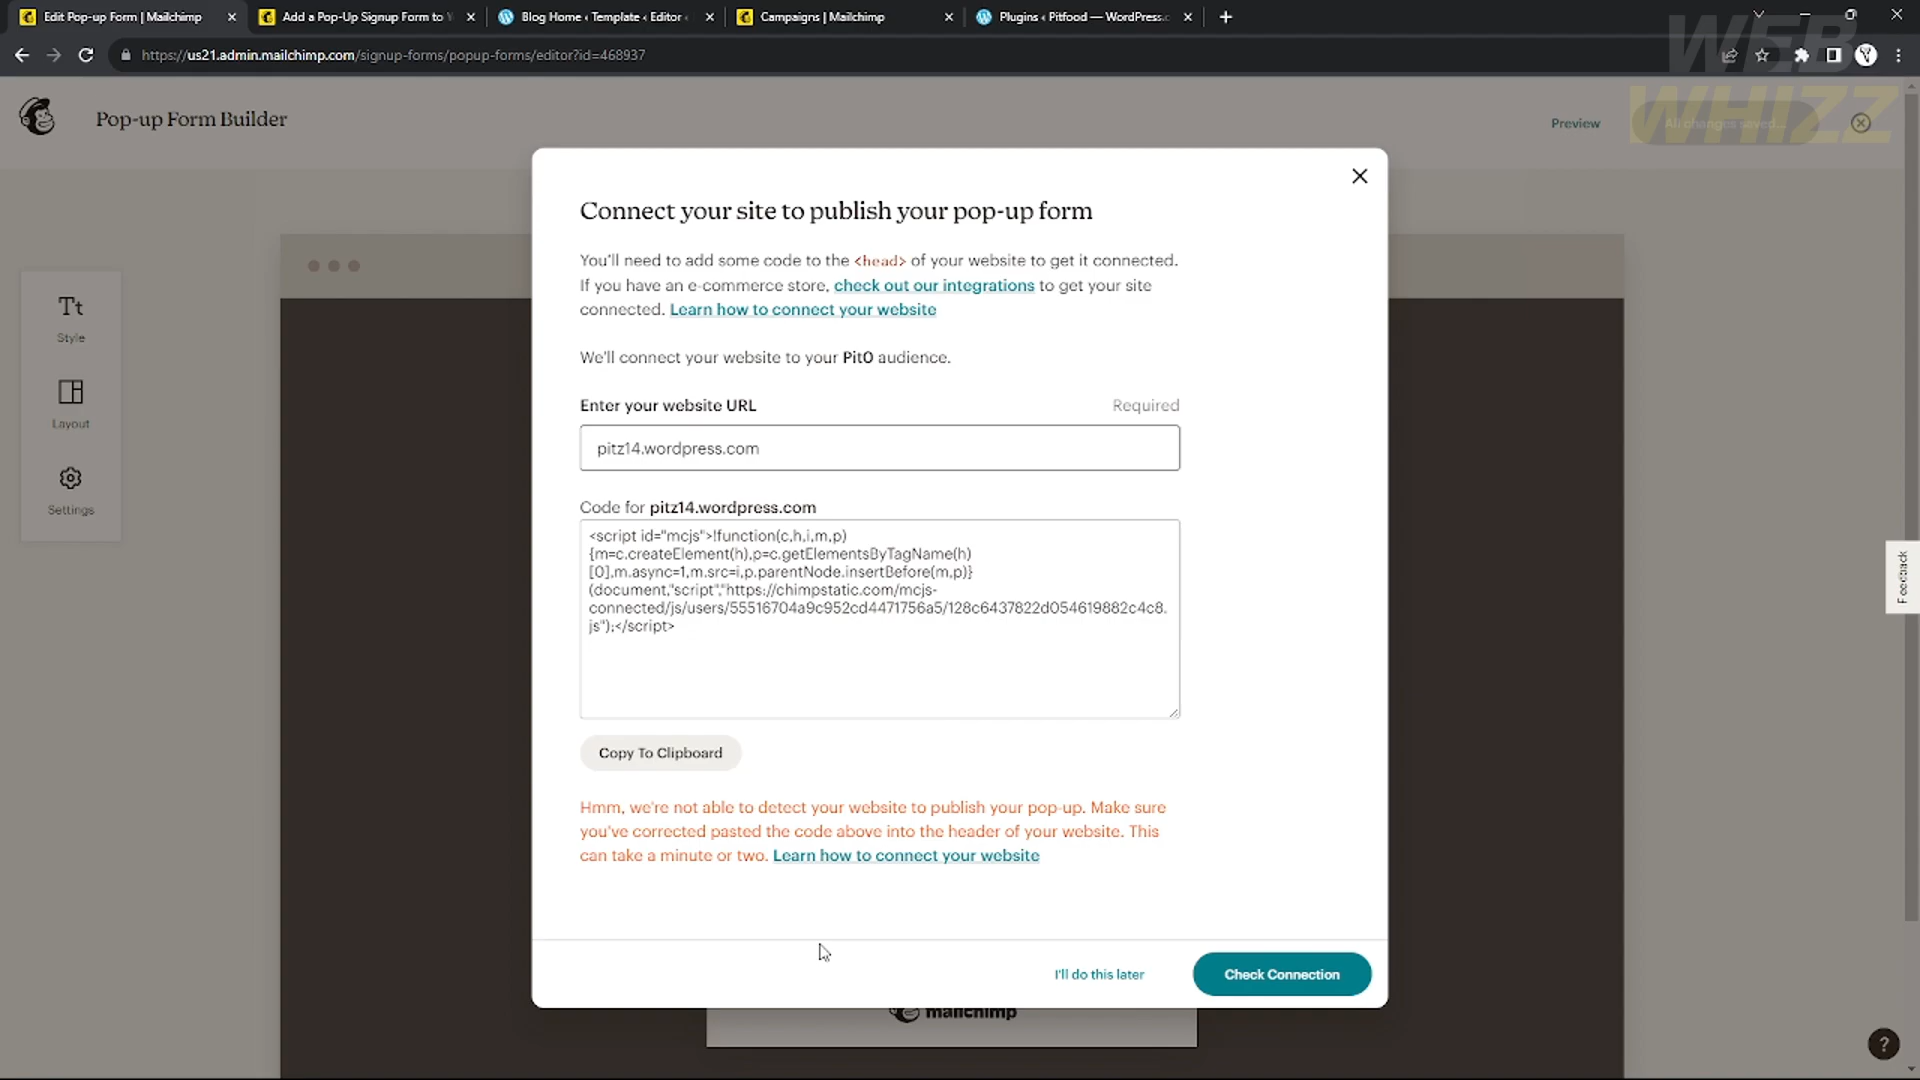 Edit Pop-up Form | Mailchimp
Add a Pop-Up Signup Form to
Blog Home ‹ Template ‹ Editor
Campaigns | Mailchimp
Plugins ‹ Pitfood — WordPress.
https://us21.admin.mailchimp.com/signup-forms/popup-forms/editor?id=468937
WEB
WHIZZ
Pop-up Form Builder
Preview
All changes saved...
Tt
Style
Layout
Settings
Connect your site to publish your pop-up form
You'll need to add some code to the <head> of your website to get it connected.
If you have an e-commerce store, check out our integrations to get your site
connected. Learn how to connect your website
We'll connect your website to your PitO audience.
Enter your website URL
Required
pitz14.wordpress.com
Code for pitz14.wordpress.com
<script id="mcjs">!function(c,h,i,m,p)
{m=c.createElement(h),p=c.getElementsByTagName(h)
[0],m.async=1,m.src=i,p.parentNode.insertBefore(m,p)}
(document,"script","https://chimpstatic.com/mcjs-
connected/js/users/55516704a9c952cd4471756a5/128c6437822d054619882c4c8.
js");</script>
Copy To Clipboard
Hmm, we're not able to detect your website to publish your pop-up. Make sure
you've corrected pasted the code above into the header of your website. This
can take a minute or two. Learn how to connect your website
I'll do this later
Check Connection
mailchimp
Feedback
?